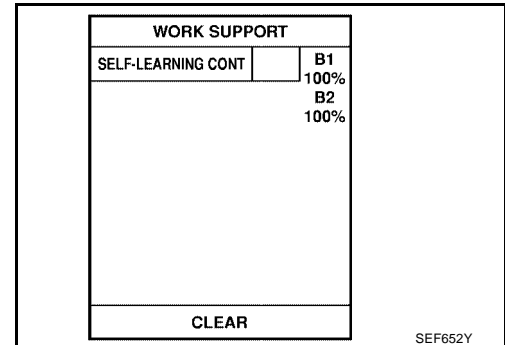 WORK SUPPORT
SELF-LEARNING CONT B1
100%
B2
100%
CLEAR
SEF652Y